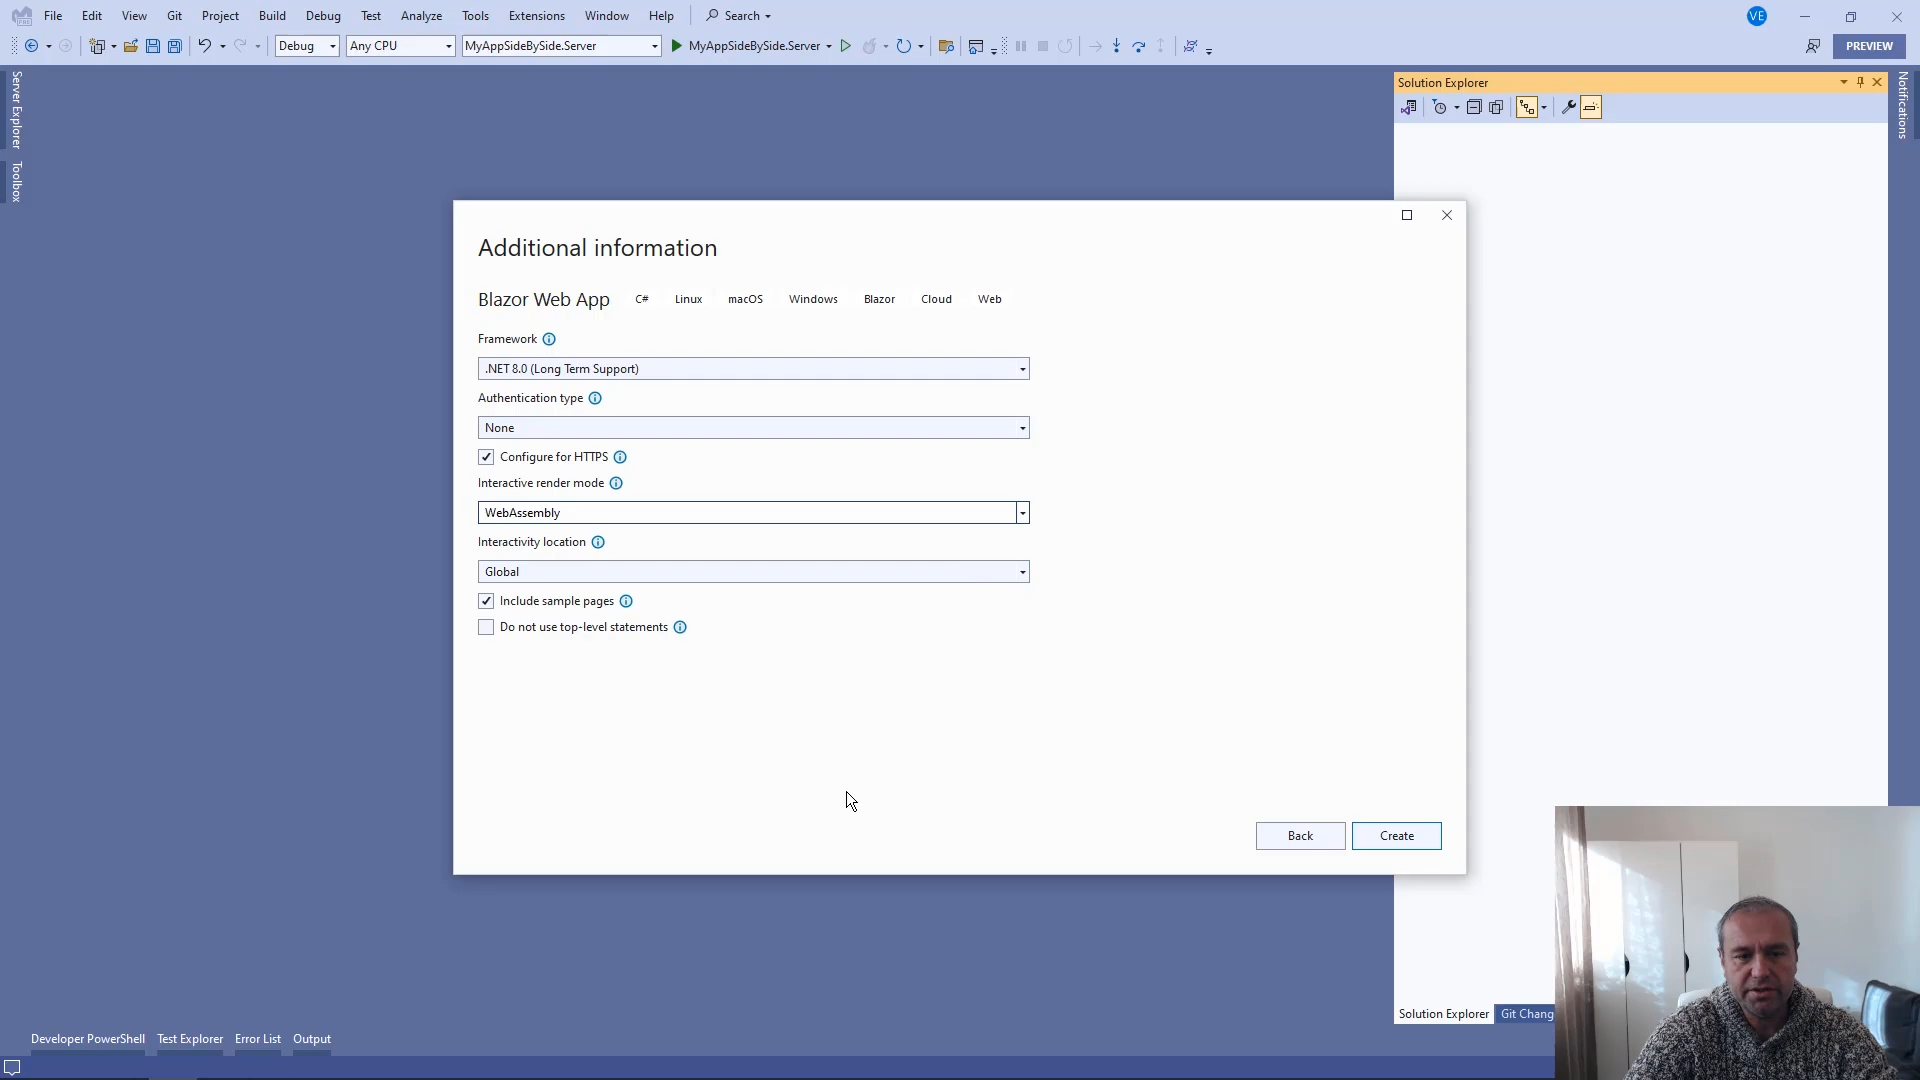 File Edit View Git Project Build Debug Test Analyze Tools Extensions Window Help Search VE
Debug Any CPU MyAppSideBySide.Server MyAppSideBySide.Server PREVIEW
Server Explorer
Toolbox
Solution Explorer
Notifications
Additional information
Blazor Web App C# Linux macOS Windows Blazor Cloud Web
Framework
.NET 8.0 (Long Term Support)
Authentication type
None
Configure for HTTPS
Interactive render mode
WebAssembly
Interactivity location
Global
Include sample pages
Do not use top-level statements
Back Create
Solution Explorer Git Chang
Developer PowerShell Test Explorer Error List Output